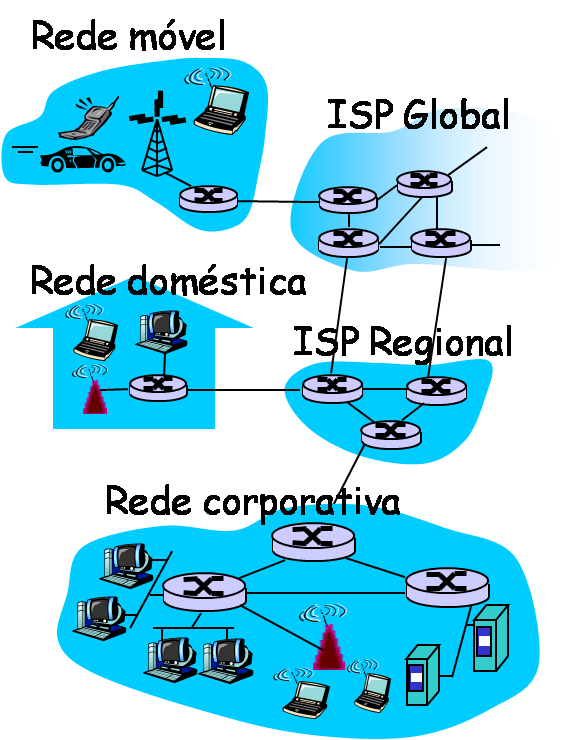 Rede móvel
ISP Global
Rede doméstica
ISP Regional
Rede corporativa